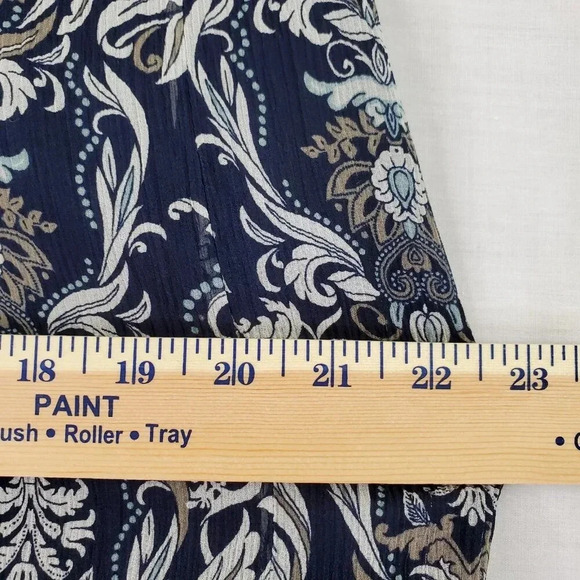 18 19 20 21 22 23
PAINT
ush • Roller • Tray • C